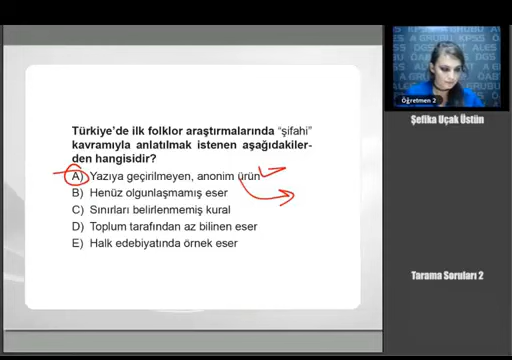 Türkiye'de ilk folklor araştırmalarında "şifahi"
kavramıyla anlatılmak istenen aşağıdakiler-
den hangisidir?
A) Yazıya geçirilmeyen, anonim ürün
B) Henüz olgunlaşmamış eser
C) Sınırları belirlenmemiş kural
D) Toplum tarafından az bilinen eser
E) Halk edebiyatında örnek eser
Öğretmen 2
Şefika Uçak Üstün
Tarama Soruları 2